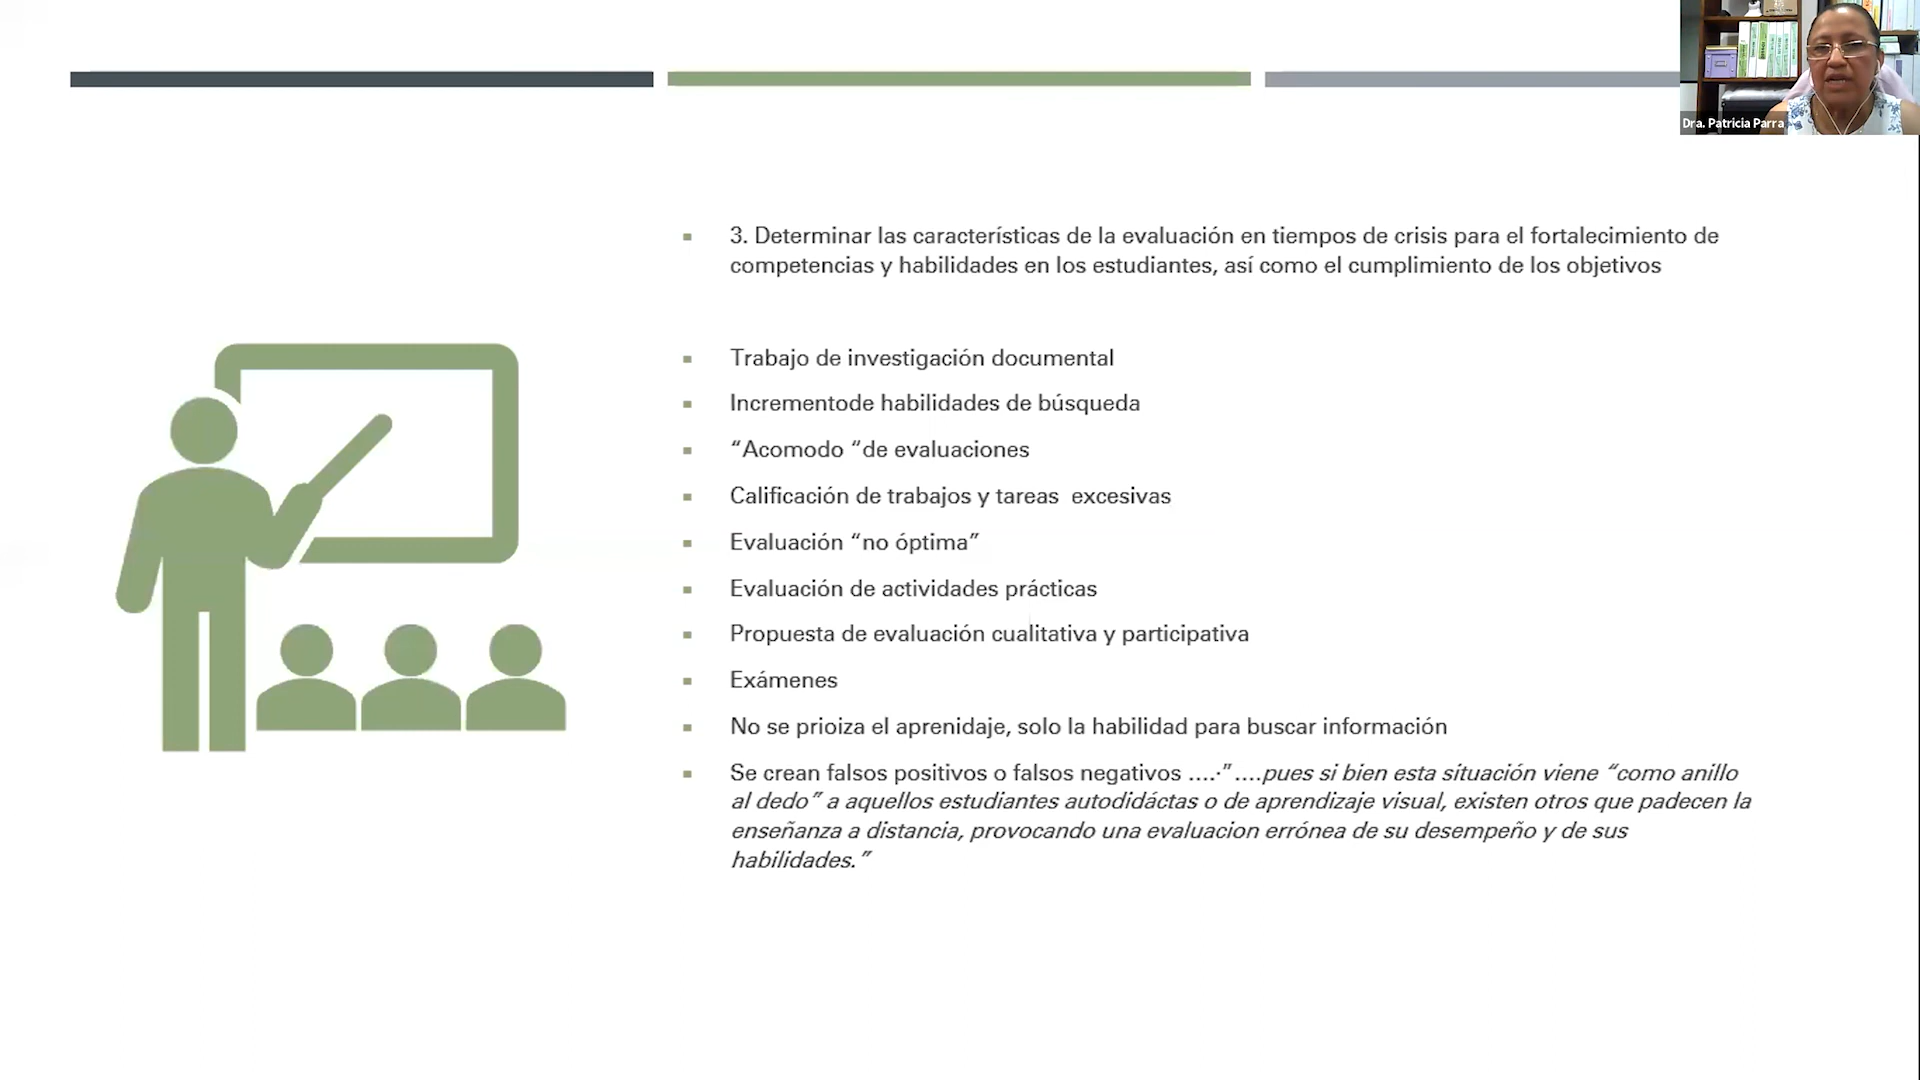 Dra. Patricia Parra
3. Determinar las características de la evaluación en tiempos de crisis para el fortalecimiento de
competencias y habilidades en los estudiantes, así como el cumplimiento de los objetivos
Trabajo de investigación documental
Incrementode habilidades de búsqueda
“Acomodo “de evaluaciones
Calificación de trabajos y tareas  excesivas
Evaluación “no óptima”
Evaluación de actividades prácticas
Propuesta de evaluación cualitativa y participativa
Exámenes
No se prioiza el aprenidaje, solo la habilidad para buscar información
Se crean falsos positivos o falsos negativos ….·"….pues si bien esta situación viene “como anillo
al dedo” a aquellos estudiantes autodidáctas o de aprendizaje visual, existen otros que padecen la
enseñanza a distancia, provocando una evaluacion errónea de su desempeño y de sus
habilidades.”